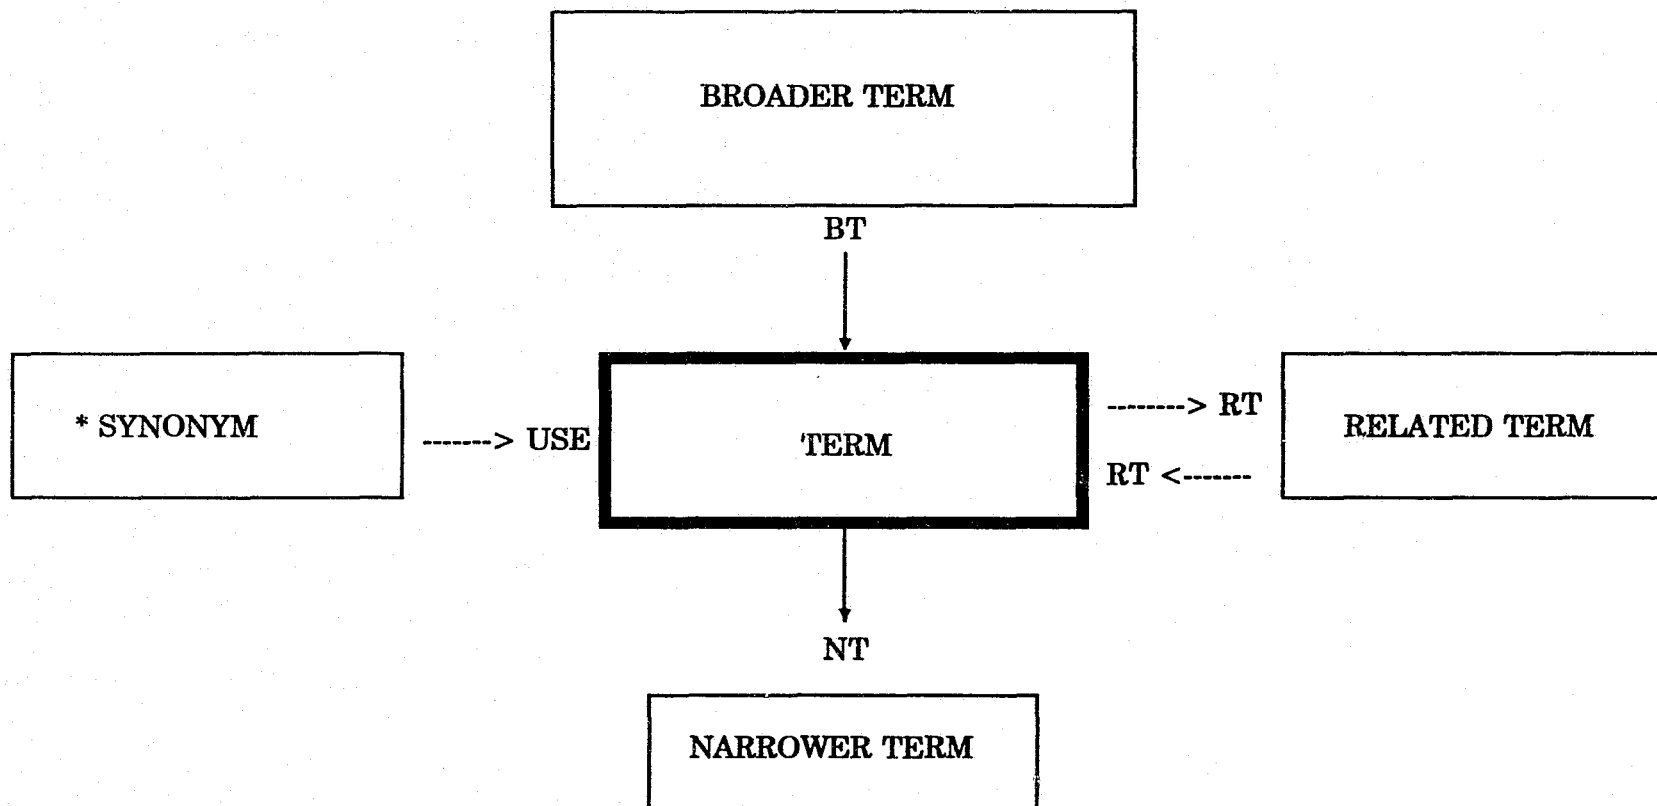 BROADER TERM
BT
* SYNONYM
-------> USE
TERM
--------> RT
RT <-------
RELATED TERM
NT
NARROWER TERM